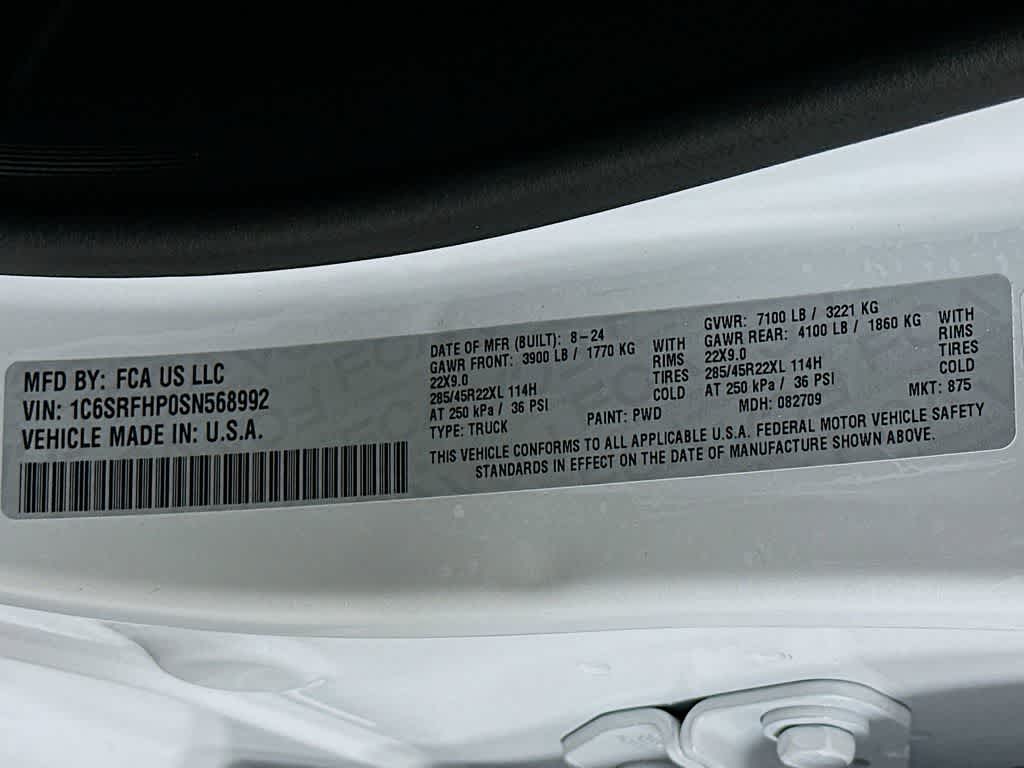 MFD BY: FCA US LLC
VIN: 1C6SRFHP0SN568992
VEHICLE MADE IN: U.S.A.
DATE OF MFR (BUILT): 8-24 GVWR: 7100 LB / 3221 KG
GAWR FRONT: 3900 LB / 1770 KG WITH GAWR REAR: 4100 LB / 1860 KG WITH
22X9.0 RIMS 22X9.0 RIMS
285/45R22XL 114H TIRES 285/45R22XL 114H TIRES
AT 250 kPa / 36 PSI COLD AT 250 kPa / 36 PSI COLD
TYPE: TRUCK PAINT: PWD MDH: 082709 MKT: 875
THIS VEHICLE CONFORMS TO ALL APPLICABLE U.S.A. FEDERAL MOTOR VEHICLE SAFETY
STANDARDS IN EFFECT ON THE DATE OF MANUFACTURE SHOWN ABOVE.